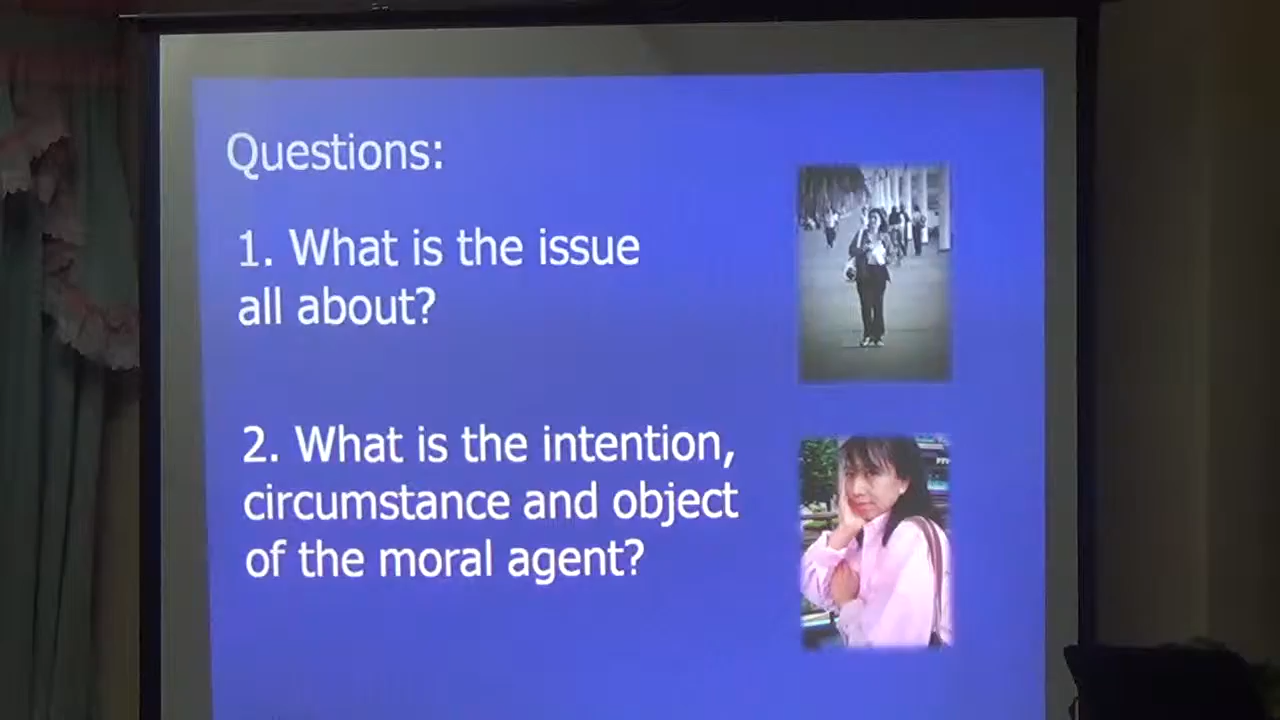 Questions:
1. What is the issue
all about?
2. What is the intention,
circumstance and object
of the moral agent?